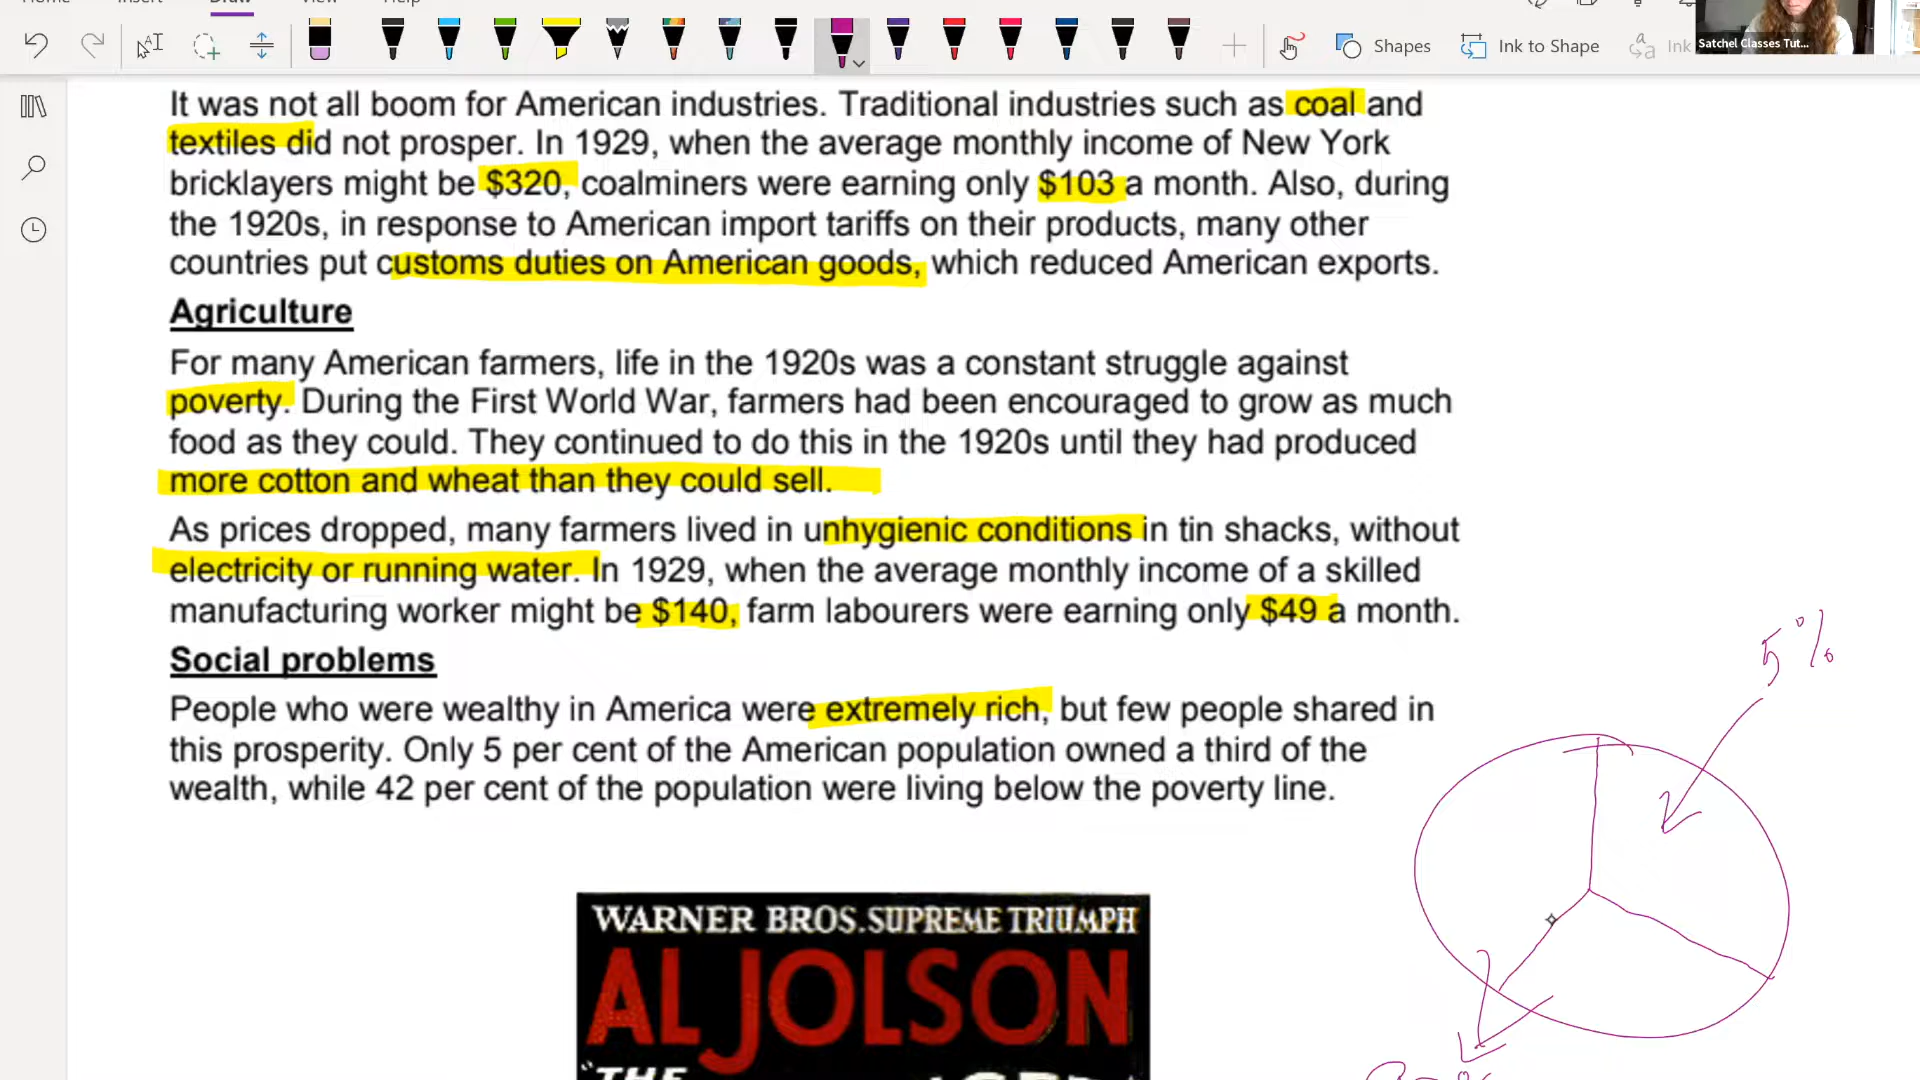 Home Insert Draw View Help
Shapes
Ink to Shape
Ink
Satchel Classes Tut...
It was not all boom for American industries. Traditional industries such as coal and
textiles did not prosper. In 1929, when the average monthly income of New York
bricklayers might be $320, coalminers were earning only $103 a month. Also, during
the 1920s, in response to American import tariffs on their products, many other
countries put customs duties on American goods, which reduced American exports.
Agriculture
For many American farmers, life in the 1920s was a constant struggle against
poverty. During the First World War, farmers had been encouraged to grow as much
food as they could. They continued to do this in the 1920s until they had produced
more cotton and wheat than they could sell.
As prices dropped, many farmers lived in unhygienic conditions in tin shacks, without
electricity or running water. In 1929, when the average monthly income of a skilled
manufacturing worker might be $140, farm labourers were earning only $49 a month.
5%
Social problems
People who were wealthy in America were extremely rich, but few people shared in
this prosperity. Only 5 per cent of the American population owned a third of the
wealth, while 42 per cent of the population were living below the poverty line.
WARNER BROS. SUPREME TRIUMPH
AL JOLSON
"THE